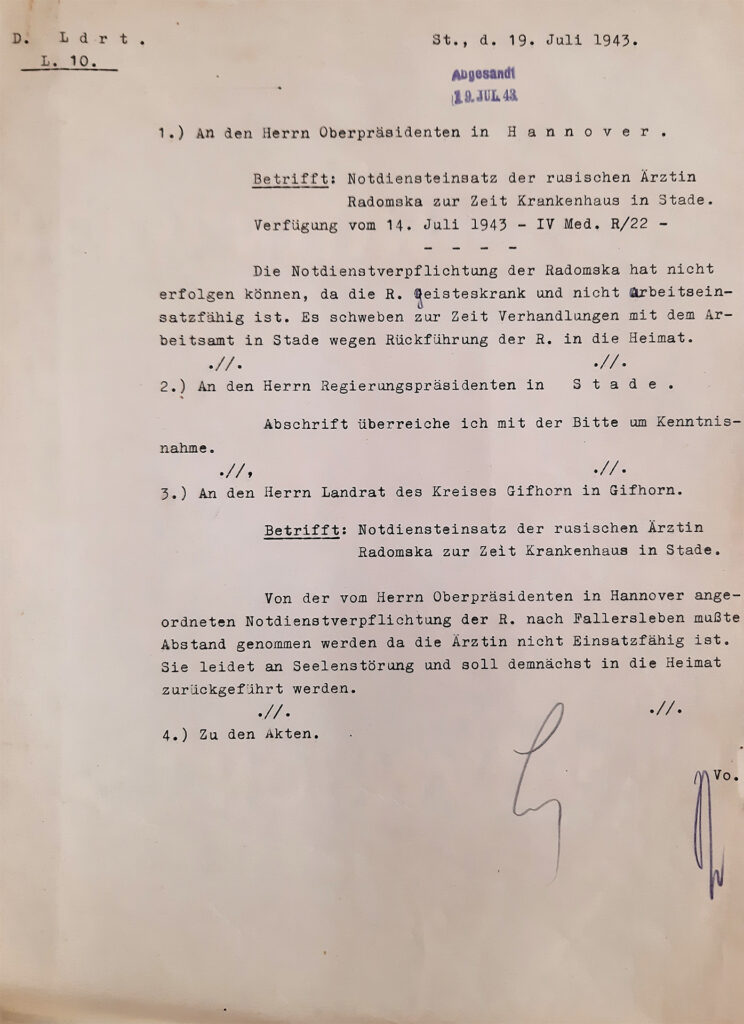 D. L d r t .
L. 10.
St., d. 19. Juli 1943.
Abgesandt
19. JUL. 43
1.) An den Herrn Oberpräsidenten in H a n n o v e r .
Betrifft: Notdiensteinsatz der rusischen Ärztin
Radomska zur Zeit Krankenhaus in Stade.
Verfügung vom 14. Juli 1943 - IV Med. R/22 -
- - - -
Die Notdienstverpflichtung der Radomska hat nicht
erfolgen können, da die R. geisteskrank und nicht arbeitsein-
satzfähig ist. Es schweben zur Zeit Verhandlungen mit dem Ar-
beitsamt in Stade wegen Rückführung der R. in die Heimat.
.//. .//.
2.) An den Herrn Regierungspräsidenten in S t a d e .
Abschrift überreiche ich mit der Bitte um Kenntnis-
nahme.
.//, .//.
3.) An den Herrn Landrat des Kreises Gifhorn in Gifhorn.
Betrifft: Notdiensteinsatz der rusischen Ärztin
Radomska zur Zeit Krankenhaus in Stade.
Von der vom Herrn Oberpräsidenten in Hannover ange-
ordneten Notdienstverpflichtung der R. nach Fallersleben mußte
Abstand genommen werden da die Ärztin nicht Einsatzfähig ist.
Sie leidet an Seelenstörung und soll demnächst in die Heimat
zurückgeführt werden.
.//. .//.
4.) Zu den Akten.
Vo.